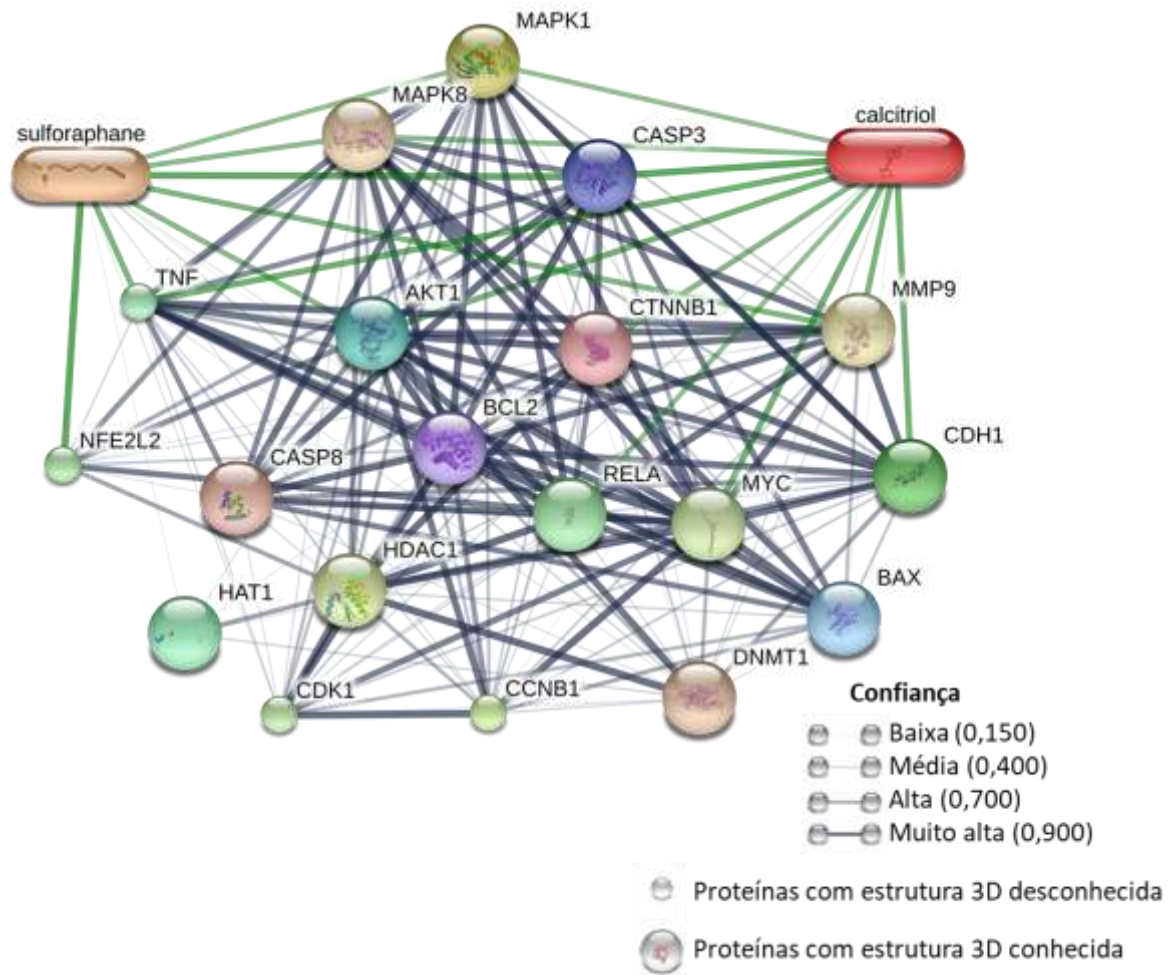 MAPK1
MAPK8
sulforaphane
calcitriol
CASP3
TNF
AKT1
CTNNB1
MMP9
BCL2
NFE2L2
CASP8
RELA
MYC
CDH1
HDAC1
HAT1
BAX
DNMT1
CDK1
CCNB1
Confiança
Baixa (0,150)
Média (0,400)
Alta (0,700)
Muito alta (0,900)
Proteínas com estrutura 3D desconhecida
Proteínas com estrutura 3D conhecida